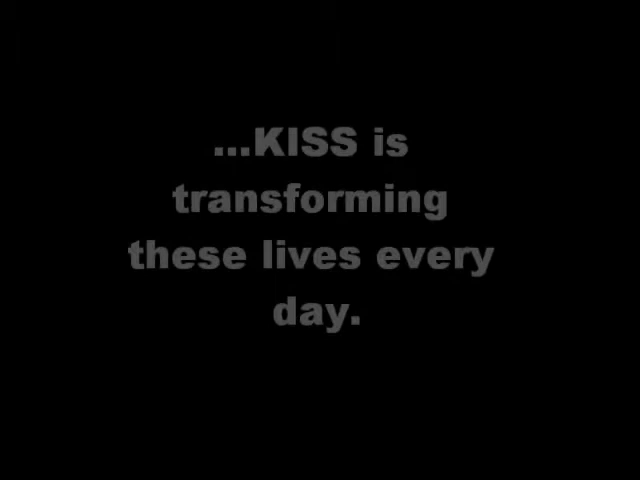 ...KISS is
transforming
these lives every
day.